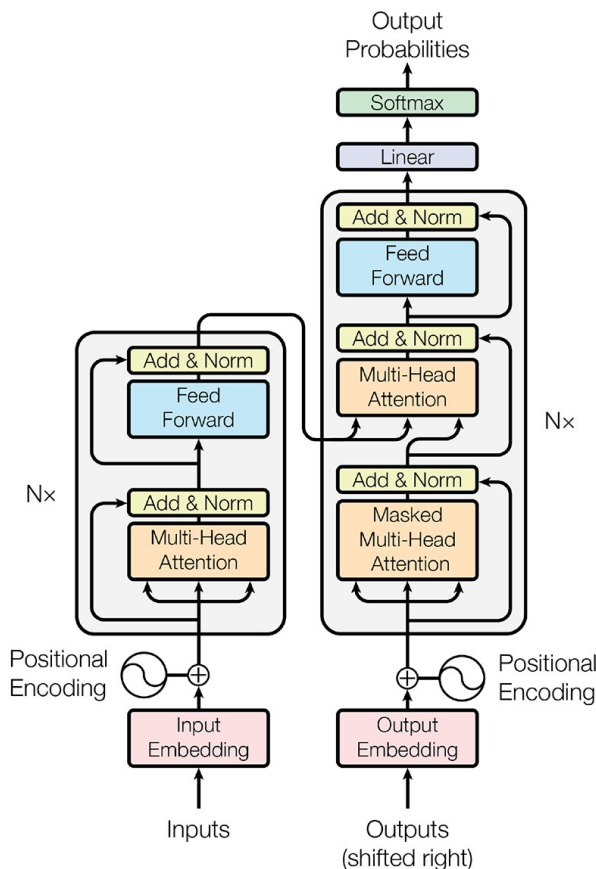 Output
Probabilities
Softmax
Linear
Add & Norm
Feed
Forward
Add & Norm
Multi-Head
Attention
Add & Norm
Masked
Multi-Head
Attention
N×
Positional
Encoding
Output
Embedding
Outputs
(shifted right)
Add & Norm
Feed
Forward
Add & Norm
Multi-Head
Attention
N×
Positional
Encoding
Input
Embedding
Inputs